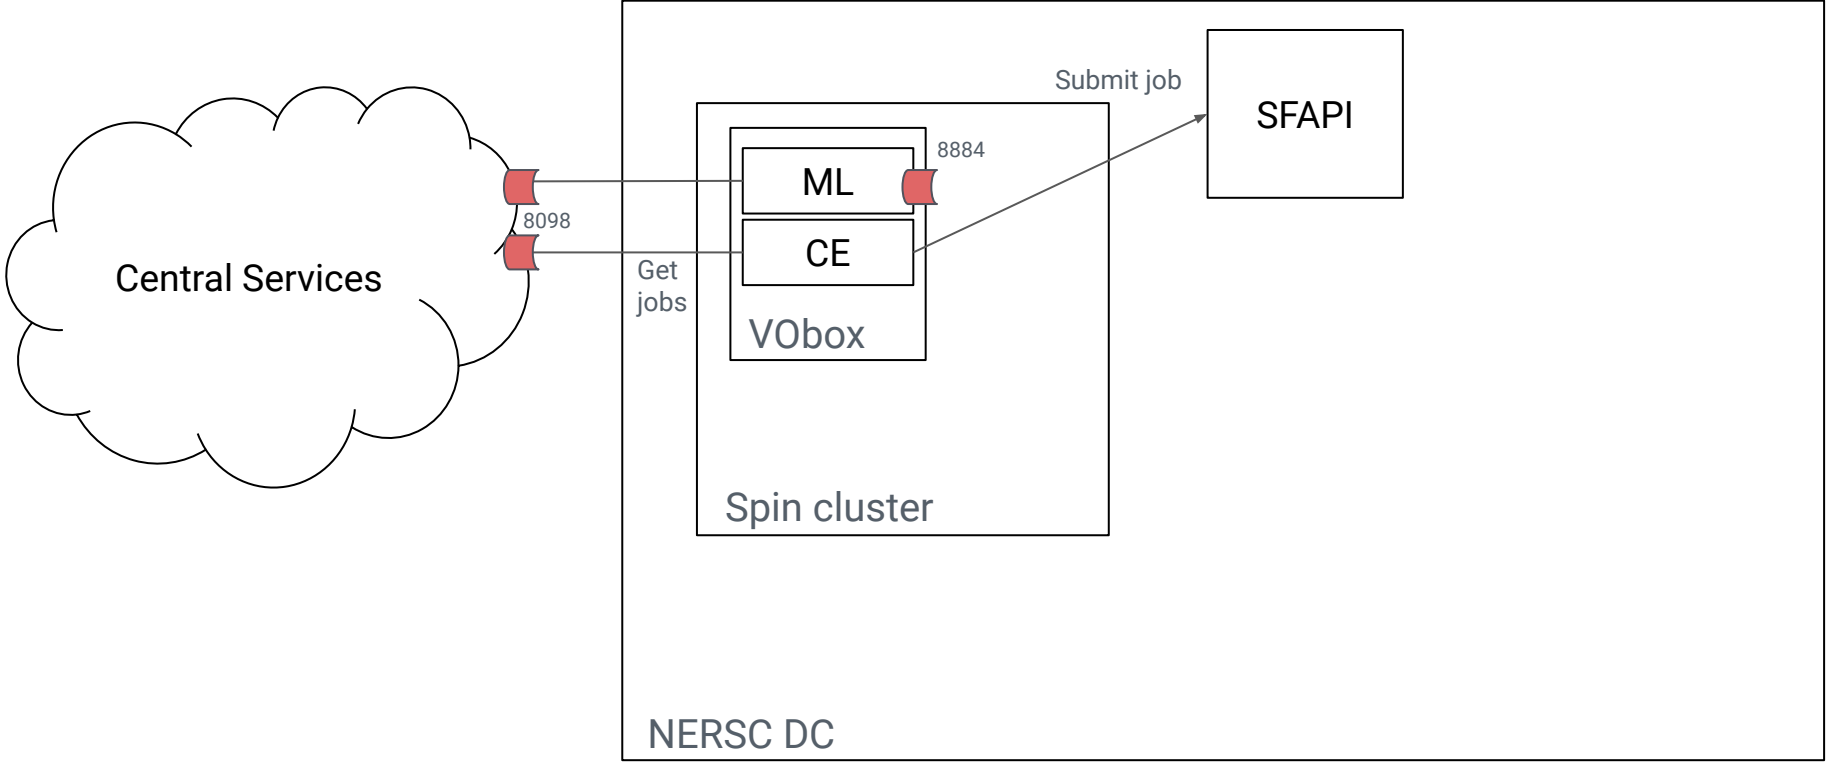 Submit job
SFAPI
8884
ML
8098
CE
Central Services
Get
jobs
VObox
Spin cluster
NERSC DC